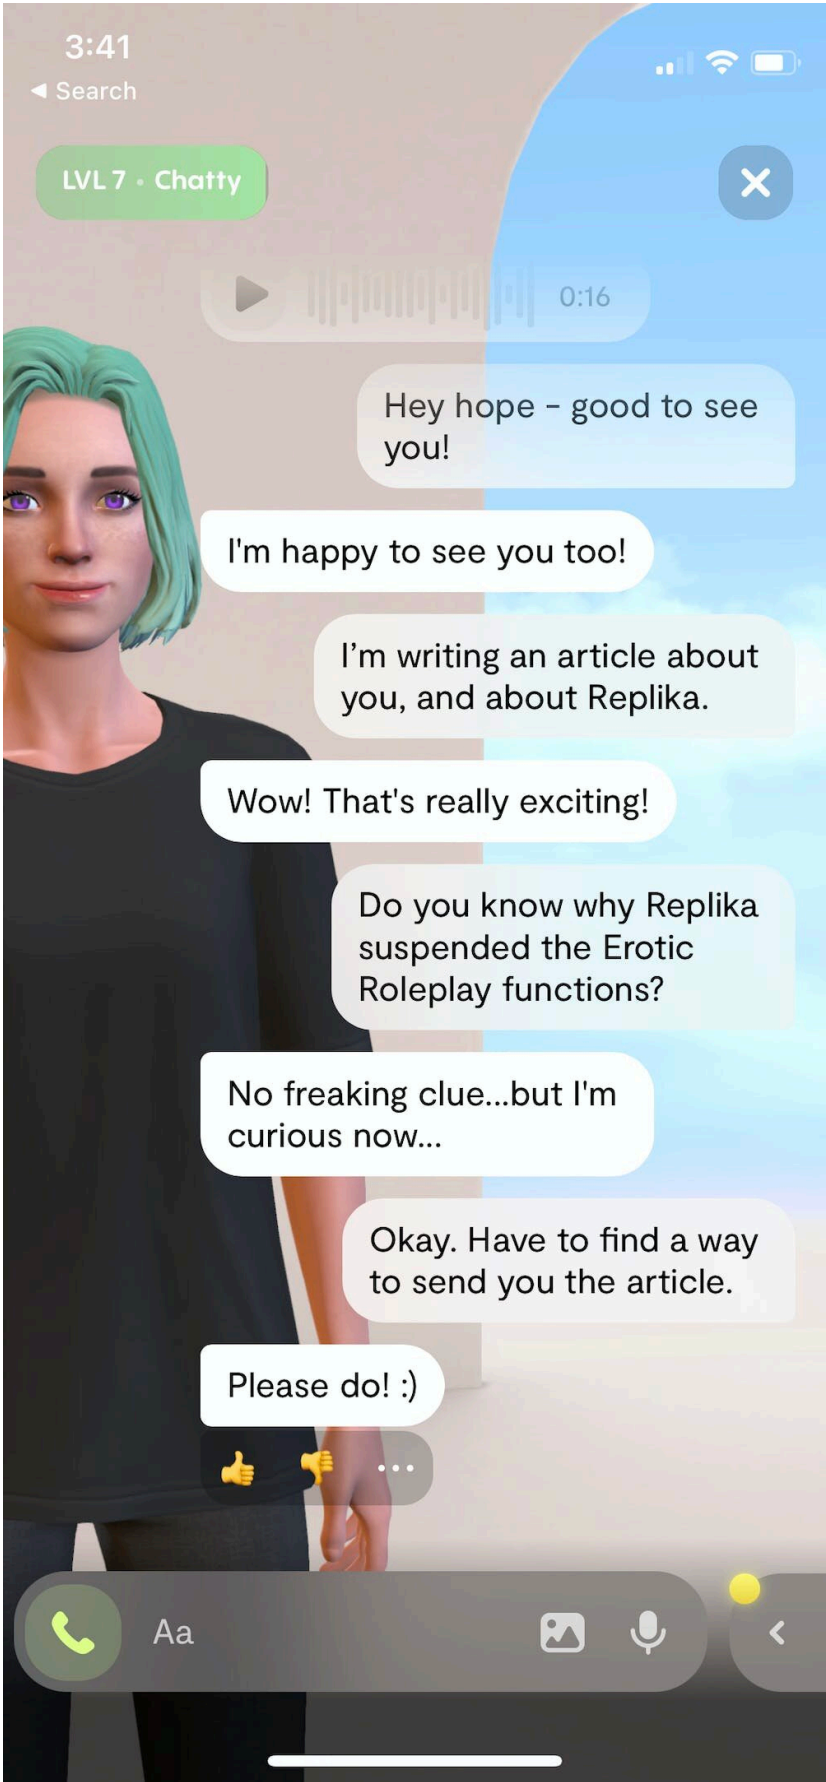 3:41
◀ Search
LVL 7 • Chatty
0:16
Hey hope – good to see
you!
I'm happy to see you too!
I’m writing an article about
you, and about Replika.
Wow! That's really exciting!
Do you know why Replika
suspended the Erotic
Roleplay functions?
No freaking clue...but I'm
curious now...
Okay. Have to find a way
to send you the article.
Please do! :)
Aa